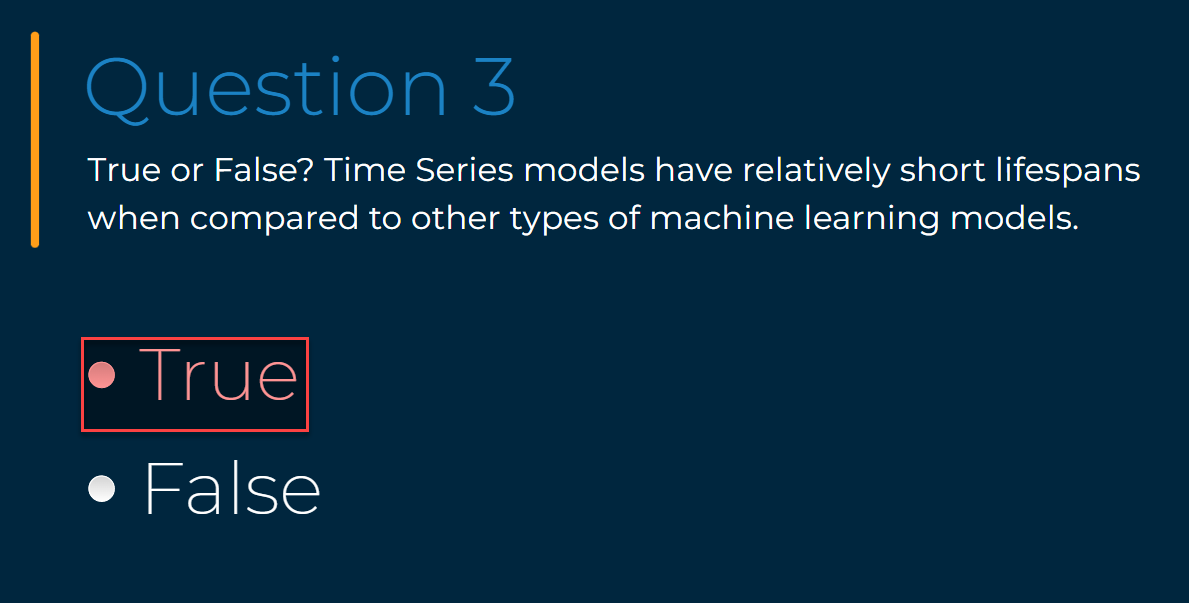 Question 3
True or False? Time Series models have relatively short lifespans
when compared to other types of machine learning models.
• True
• False